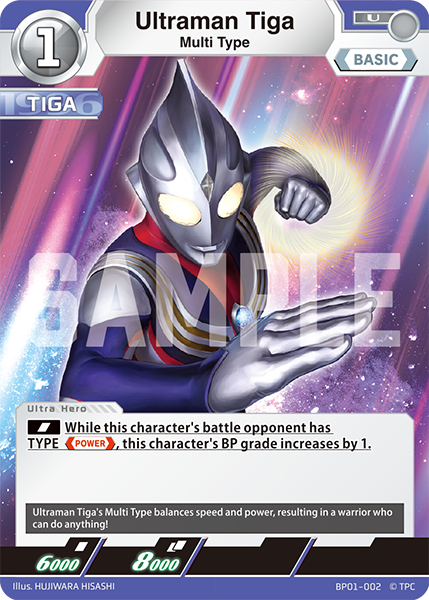 1
Ultraman Tiga
Multi Type
U
BASIC
1996
TIGA
SAMPLE
Ultra Hero
While this character's battle opponent has
TYPE POWER, this character's BP grade increases by 1.
Ultraman Tiga's Multi Type balances speed and power, resulting in a warrior who
can do anything!
6000 8000
Illus. HUJIWARA HISASHI BP01-002 © TPC